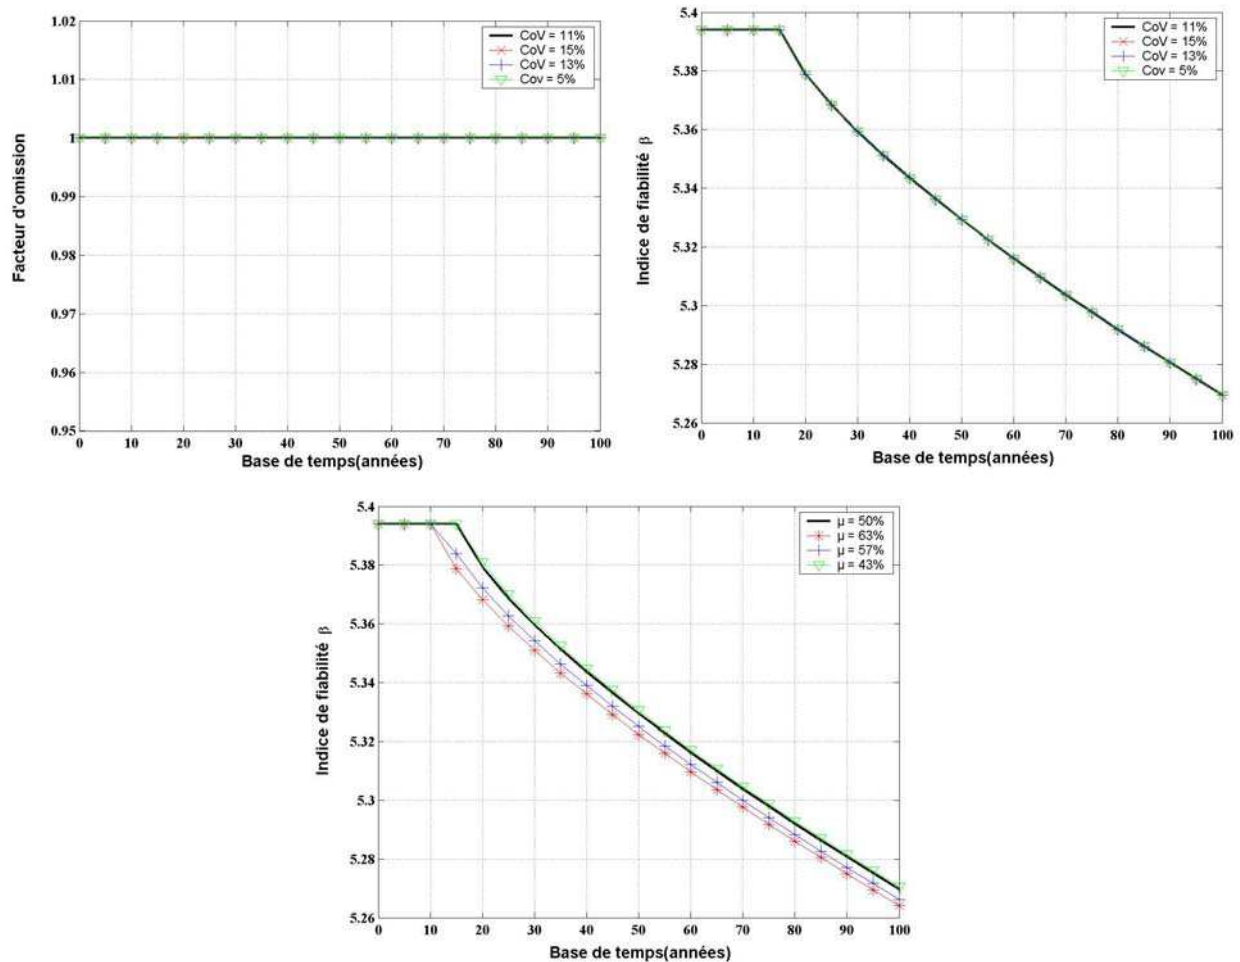 1.02
1.01
1
0.99
0.98
0.97
0.96
0.95
Facteur d'omission
CoV = 11%
CoV = 15%
CoV = 13%
Cov = 5%
0 10 20 30 40 50 60 70 80 90 100
Base de temps(années)
5.4
5.38
5.36
5.34
5.32
5.3
5.28
5.26
Indice de fiabilité β
CoV = 11%
CoV = 15%
CoV = 13%
Cov = 5%
0 10 20 30 40 50 60 70 80 90 100
Base de temps(années)
5.4
5.38
5.36
5.34
5.32
5.3
5.28
5.26
Indice de fiabilité β
μ = 50%
μ = 63%
μ = 57%
μ = 43%
0 10 20 30 40 50 60 70 80 90 100
Base de temps(années)